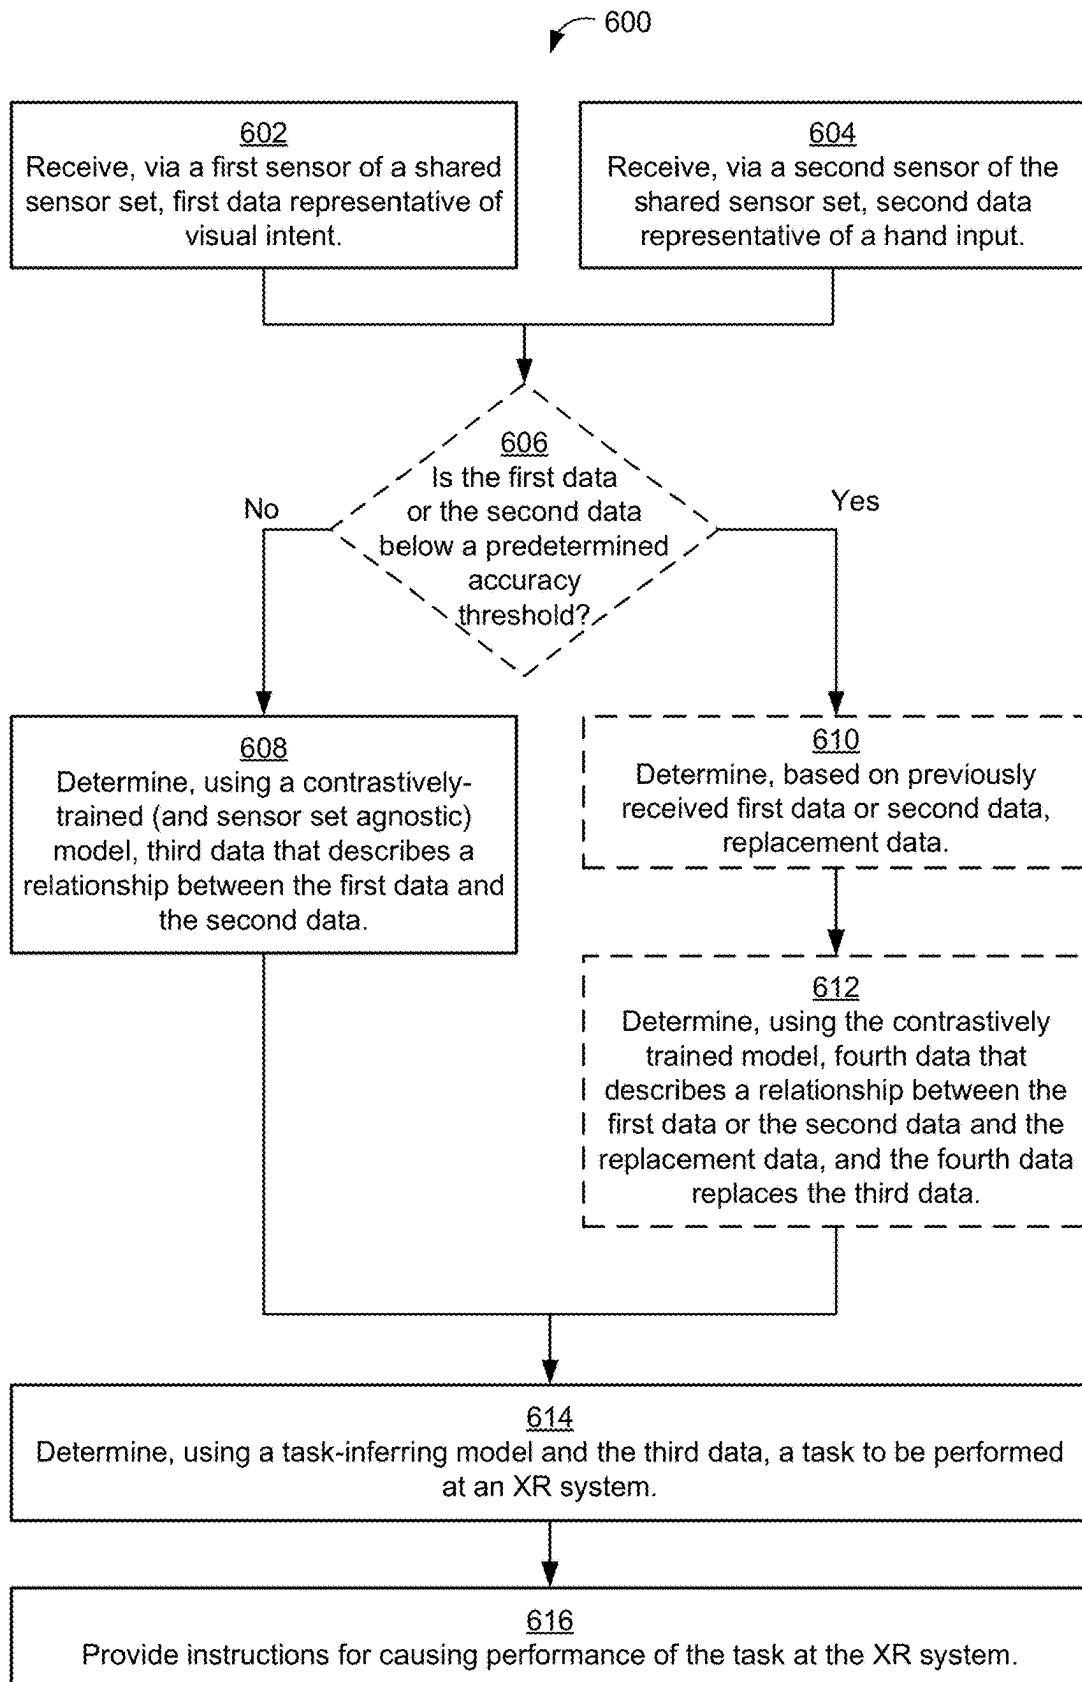 600
602
Receive, via a first sensor of a shared
sensor set, first data representative of
visual intent.
604
Receive, via a second sensor of the
shared sensor set, second data
representative of a hand input.
606
Is the first data
or the second data
below a predetermined
accuracy
threshold?
No
Yes
608
Determine, using a contrastively-
trained (and sensor set agnostic)
model, third data that describes a
relationship between the first data and
the second data.
610
Determine, based on previously
received first data or second data,
replacement data.
612
Determine, using the contrastively
trained model, fourth data that
describes a relationship between the
first data or the second data and the
replacement data, and the fourth data
replaces the third data.
614
Determine, using a task-inferring model and the third data, a task to be performed
at an XR system.
616
Provide instructions for causing performance of the task at the XR system.